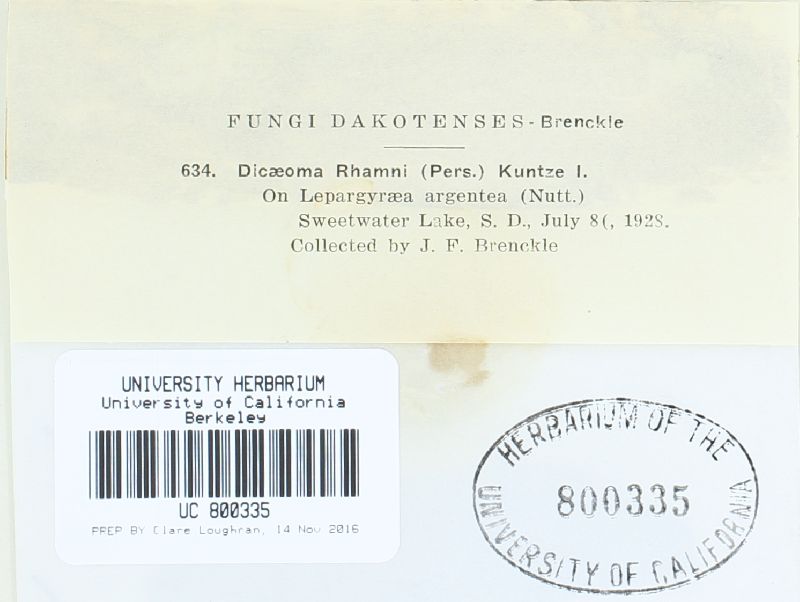 FUNGI DAKOTENSES-Brenckle
634. Dicæoma Rhamni (Pers.) Kuntze I.
On Lepargyræa argentea (Nutt.)
Sweetwater Lake, S. D., July 8(, 1928.
Collected by J. F. Brenckle
UNIVERSITY HERBARIUM
University of California
Berkeley
UC 800335
PREP BY Clare Loughran, 14 Nov 2016
HERBARIUM OF THE
800335
UNIVERSITY OF CALIFORNIA